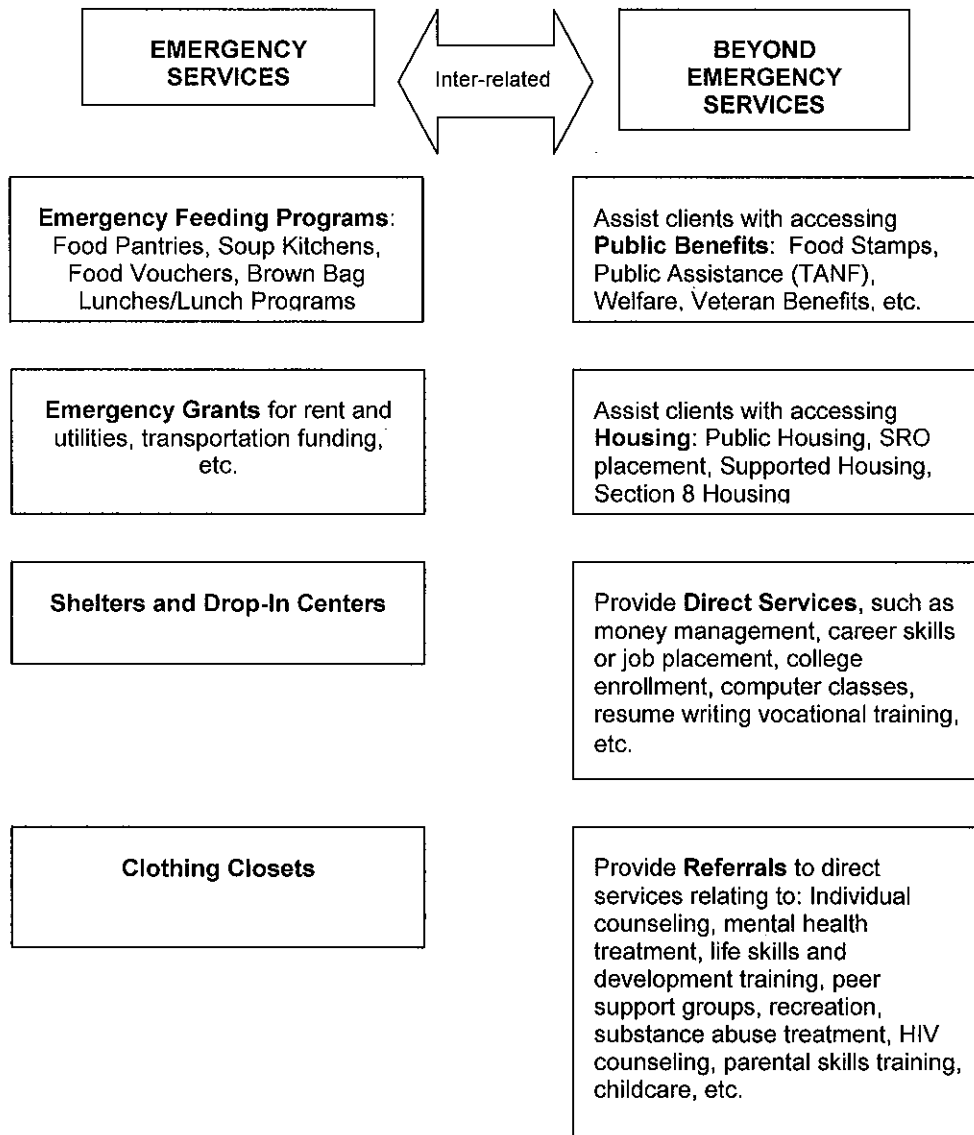 EMERGENCY
SERVICES
Inter-related
BEYOND
EMERGENCY
SERVICES
Emergency Feeding Programs:
Food Pantries, Soup Kitchens,
Food Vouchers, Brown Bag
Lunches/Lunch Programs
Assist clients with accessing
Public Benefits: Food Stamps,
Public Assistance (TANF),
Welfare, Veteran Benefits, etc.
Emergency Grants for rent and
utilities, transportation funding,
etc.
Assist clients with accessing
Housing: Public Housing, SRO
placement, Supported Housing,
Section 8 Housing
Shelters and Drop-In Centers
Provide Direct Services, such as
money management, career skills
or job placement, college
enrollment, computer classes,
resume writing vocational training,
etc.
Clothing Closets
Provide Referrals to direct
services relating to: Individual
counseling, mental health
treatment, life skills and
development training, peer
support groups, recreation,
substance abuse treatment, HIV
counseling, parental skills training,
childcare, etc.